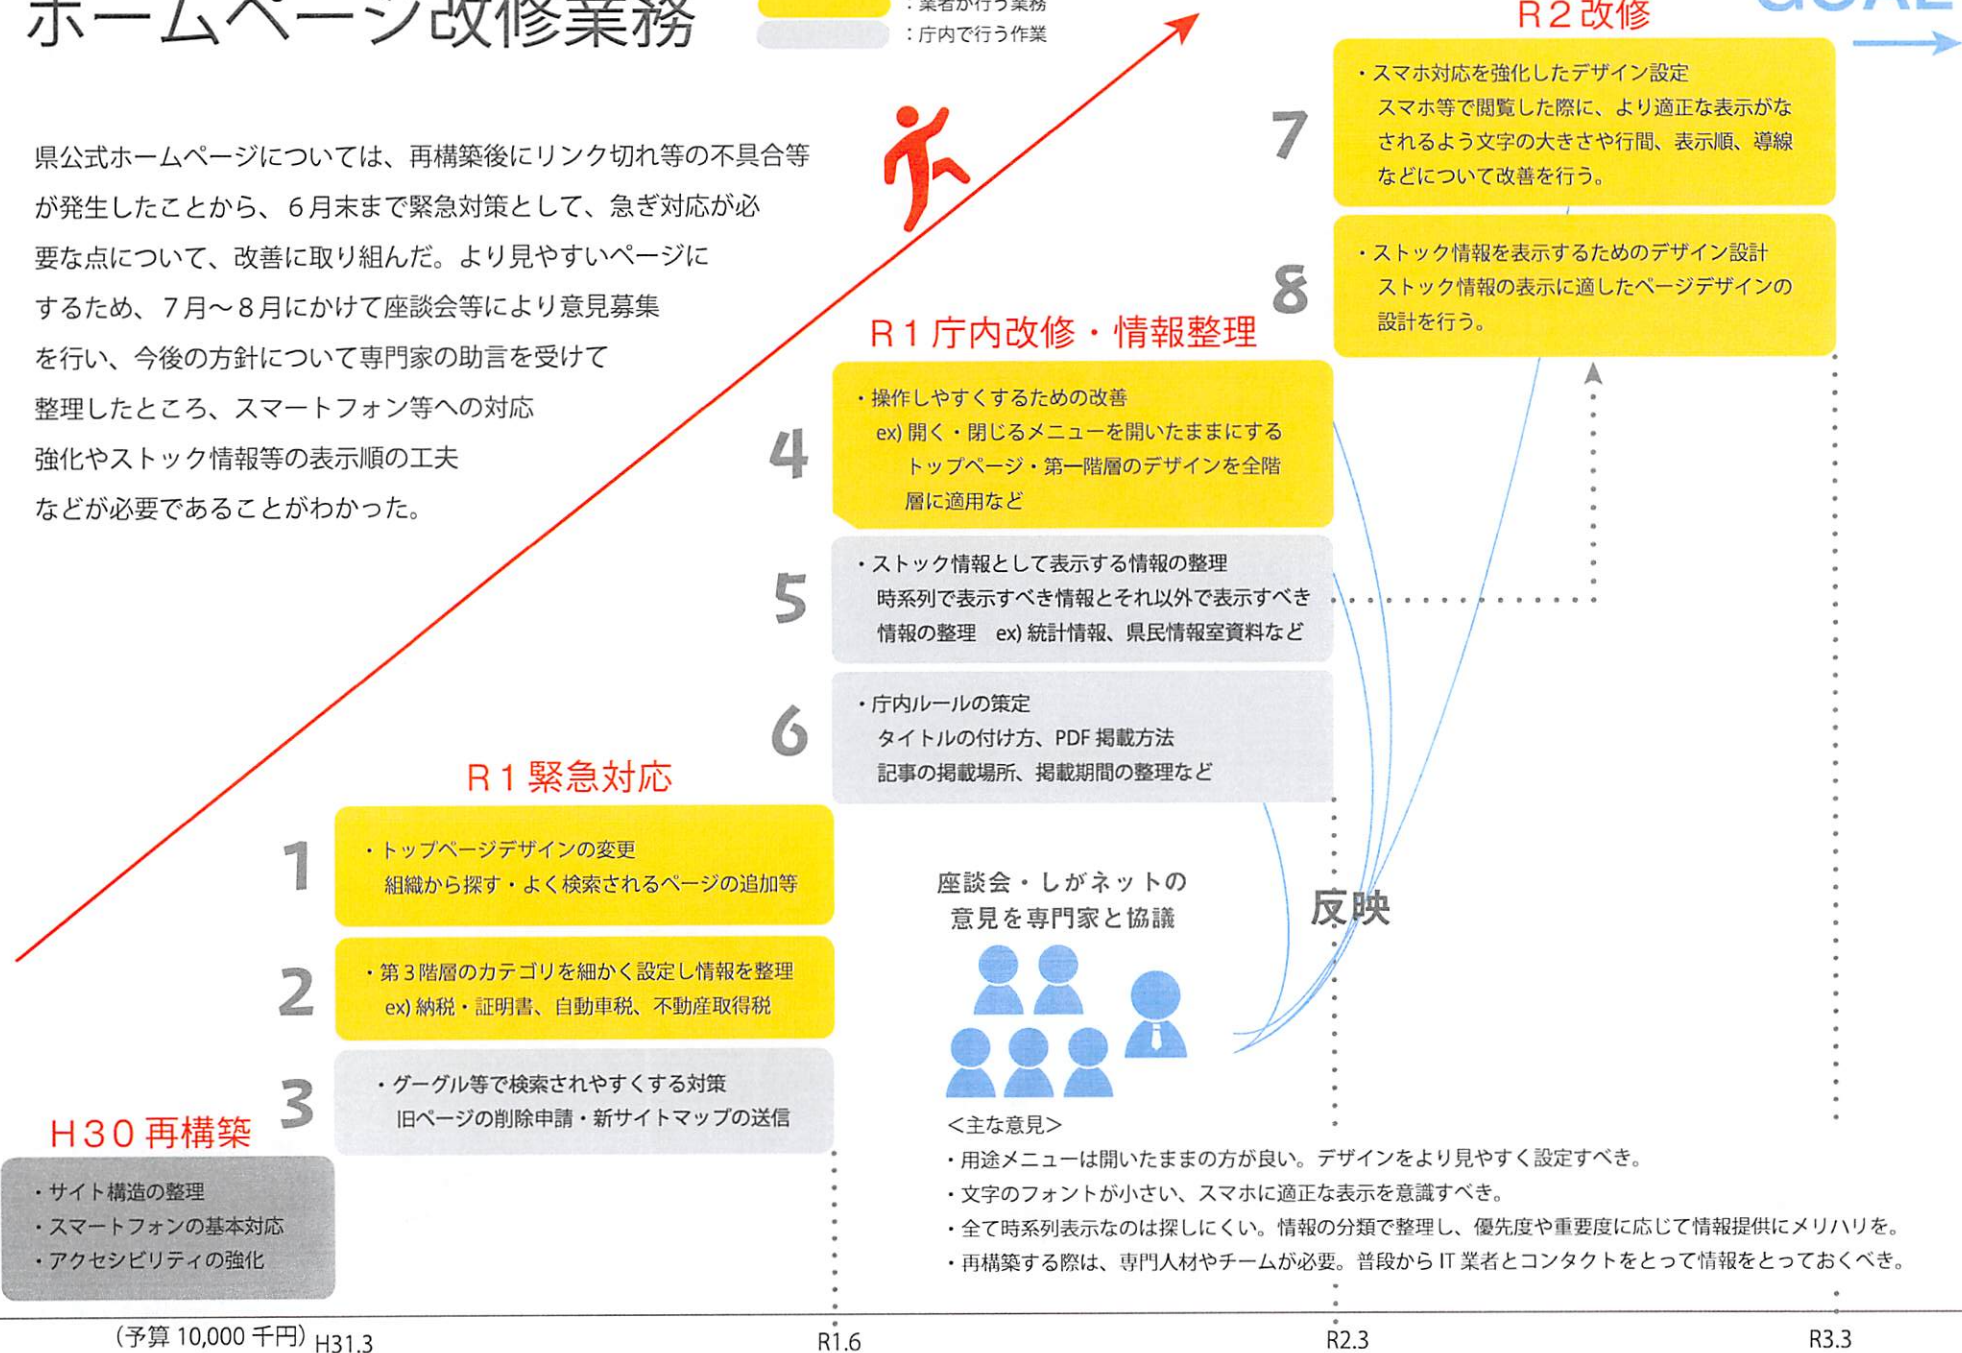 ホームページ改修業務
：業者が行う業務
：庁内で行う作業
GOAL
県公式ホームページについては、再構築後にリンク切れ等の不具合等
が発生したことから、６月末まで緊急対策として、急ぎ対応が必
要な点について、改善に取り組んだ。より見やすいページに
するため、７月～８月にかけて座談会等により意見募集
を行い、今後の方針について専門家の助言を受けて
整理したところ、スマートフォン等への対応
強化やストック情報等の表示順の工夫
などが必要であることがわかった。
R２改修
7
・スマホ対応を強化したデザイン設定
スマホ等で閲覧した際に、より適正な表示がな
されるよう文字の大きさや行間、表示順、導線
などについて改善を行う。
8
・ストック情報を表示するためのデザイン設計
ストック情報の表示に適したページデザインの
設計を行う。
R１庁内改修・情報整理
4
・操作しやすくするための改善
ex) 開く・閉じるメニューを開いたままにする
トップページ・第一階層のデザインを全階
層に適用など
5
・ストック情報として表示する情報の整理
時系列で表示すべき情報とそれ以外で表示すべき
情報の整理　ex) 統計情報、県民情報室資料など
6
・庁内ルールの策定
タイトルの付け方、PDF 掲載方法
記事の掲載場所、掲載期間の整理など
R１緊急対応
1
・トップページデザインの変更
組織から探す・よく検索されるページの追加等
2
・第３階層のカテゴリを細かく設定し情報を整理
ex) 納税・証明書、自動車税、不動産取得税
3
・グーグル等で検索されやすくする対策
旧ページの削除申請・新サイトマップの送信
H３０再構築
・サイト構造の整理
・スマートフォンの基本対応
・アクセシビリティの強化
座談会・しがネットの
意見を専門家と協議
反映
＜主な意見＞
・用途メニューは開いたままの方が良い。デザインをより見やすく設定すべき。
・文字のフォントが小さい、スマホに適正な表示を意識すべき。
・全て時系列表示なのは探しにくい。情報の分類で整理し、優先度や重要度に応じて情報提供にメリハリを。
・再構築する際は、専門人材やチームが必要。普段から IT 業者とコンタクトをとって情報をとっておくべき。
（予算 10,000 千円）
H31.3
R1.6
R2.3
R3.3